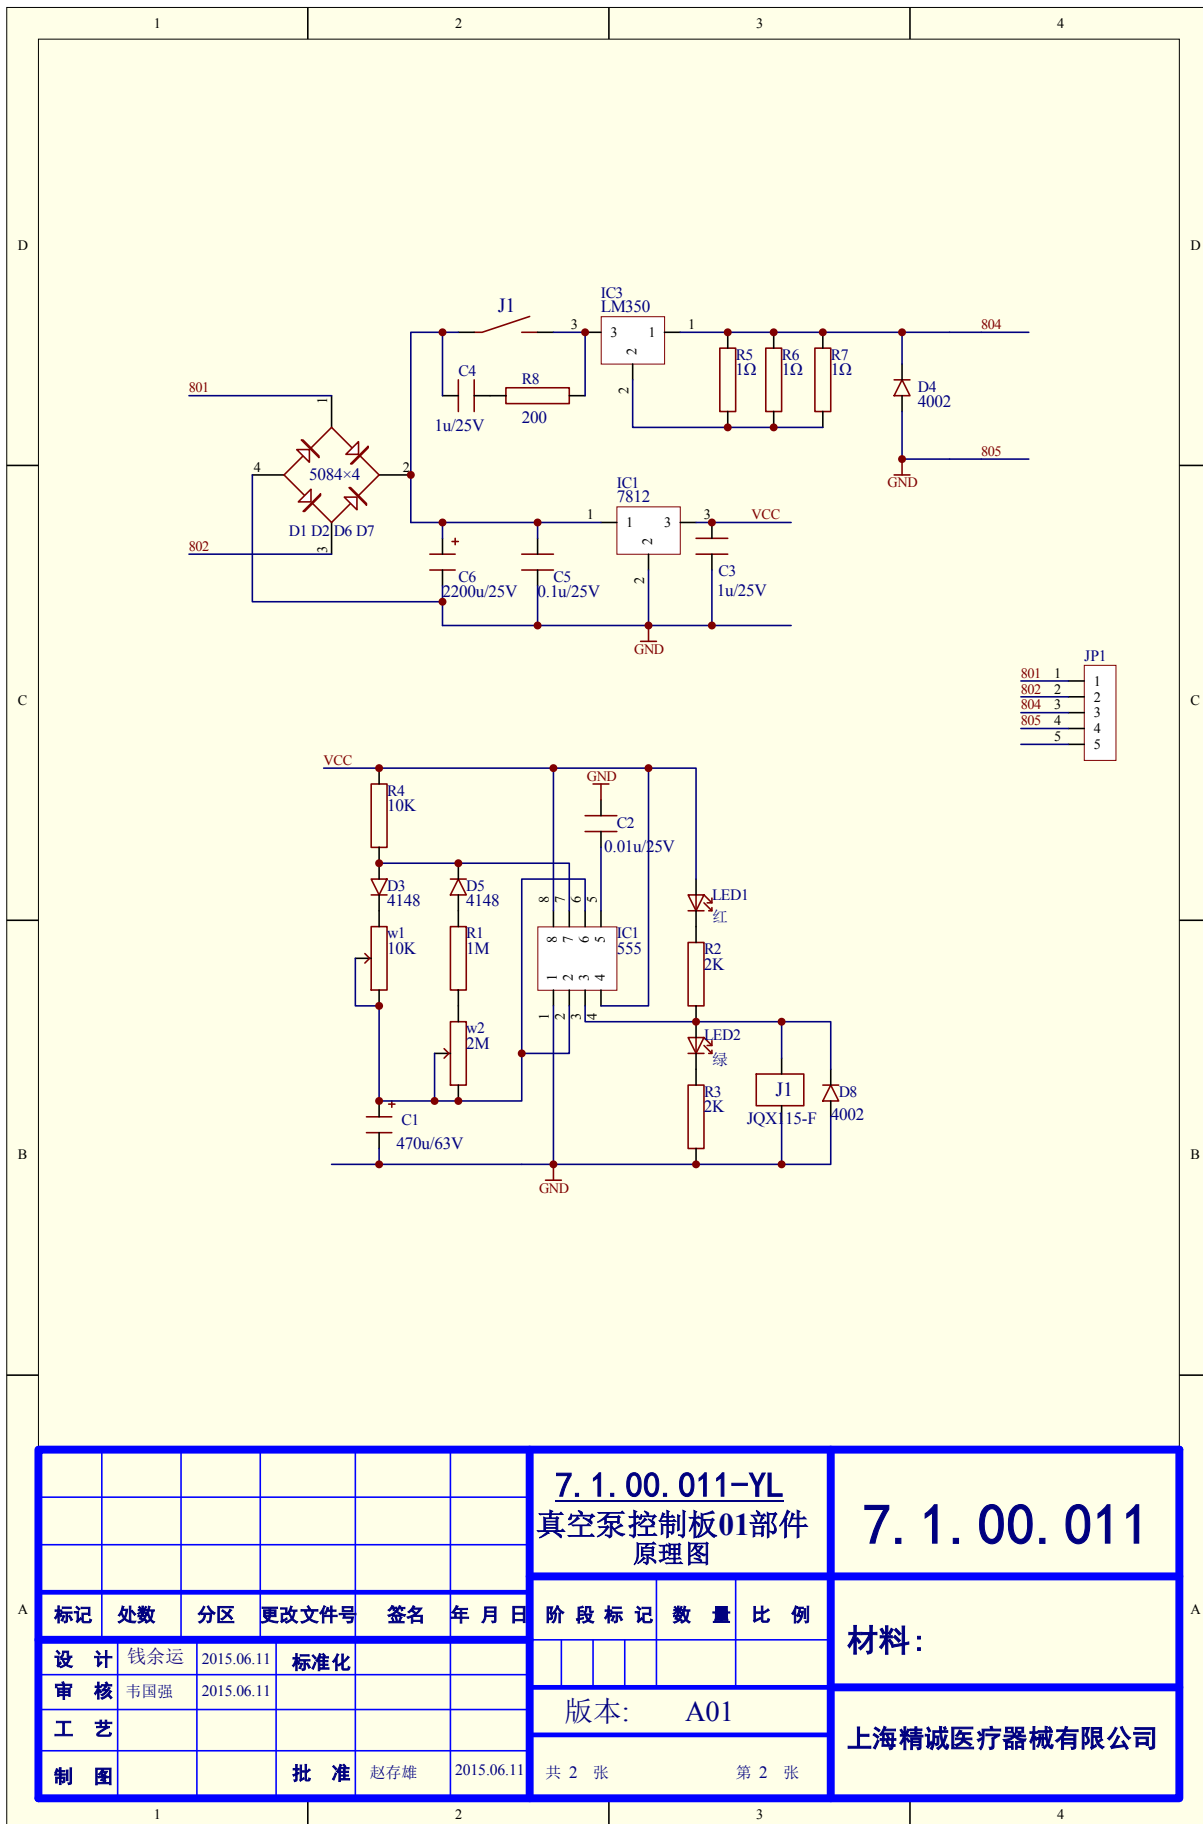 1 2 3 4
D D
J1
IC3
LM350
3 3 1 1
2
2
804
C4
1u/25V
R8
200
R5
1Ω
R6
1Ω
R7
1Ω
D4
4002
805
GND
801
1
4 5084×4 2
D1 D2 D6 D7
802
3
IC1
7812
1 1 3 3 VCC
2
2
+
C6
2200u/25V
C5
0.1u/25V
C3
1u/25V
GND
C C
JP1
801 1 1
802 2 2
804 3 3
805 4 4
5 5
VCC
R4
10K
GND
C2
0.01u/25V
D3
4148
D5
4148
8 7 6 5
LED1
红
w1
10K
R1
1M
8 7 6 5
IC1
555
1 2 3 4
R2
2K
1 2 3 4
w2
2M
LED2
绿
+
C1
470u/63V
R3
2K
J1
JQX115-F
D8
4002
B B
GND
7.1.00.011-YL
真空泵控制板01部件
原理图
7.1.00.011
A A
标记 处数 分区 更改文件号 签名 年 月 日
阶 段 标 记 数 量 比 例
材料:
设 计 钱余运 2015.06.11 标准化
审 核 韦国强 2015.06.11
工 艺
版本: A01
上海精诚医疗器械有限公司
制 图 批 准 赵存雄 2015.06.11
共 2 张 第 2 张
1 2 3 4